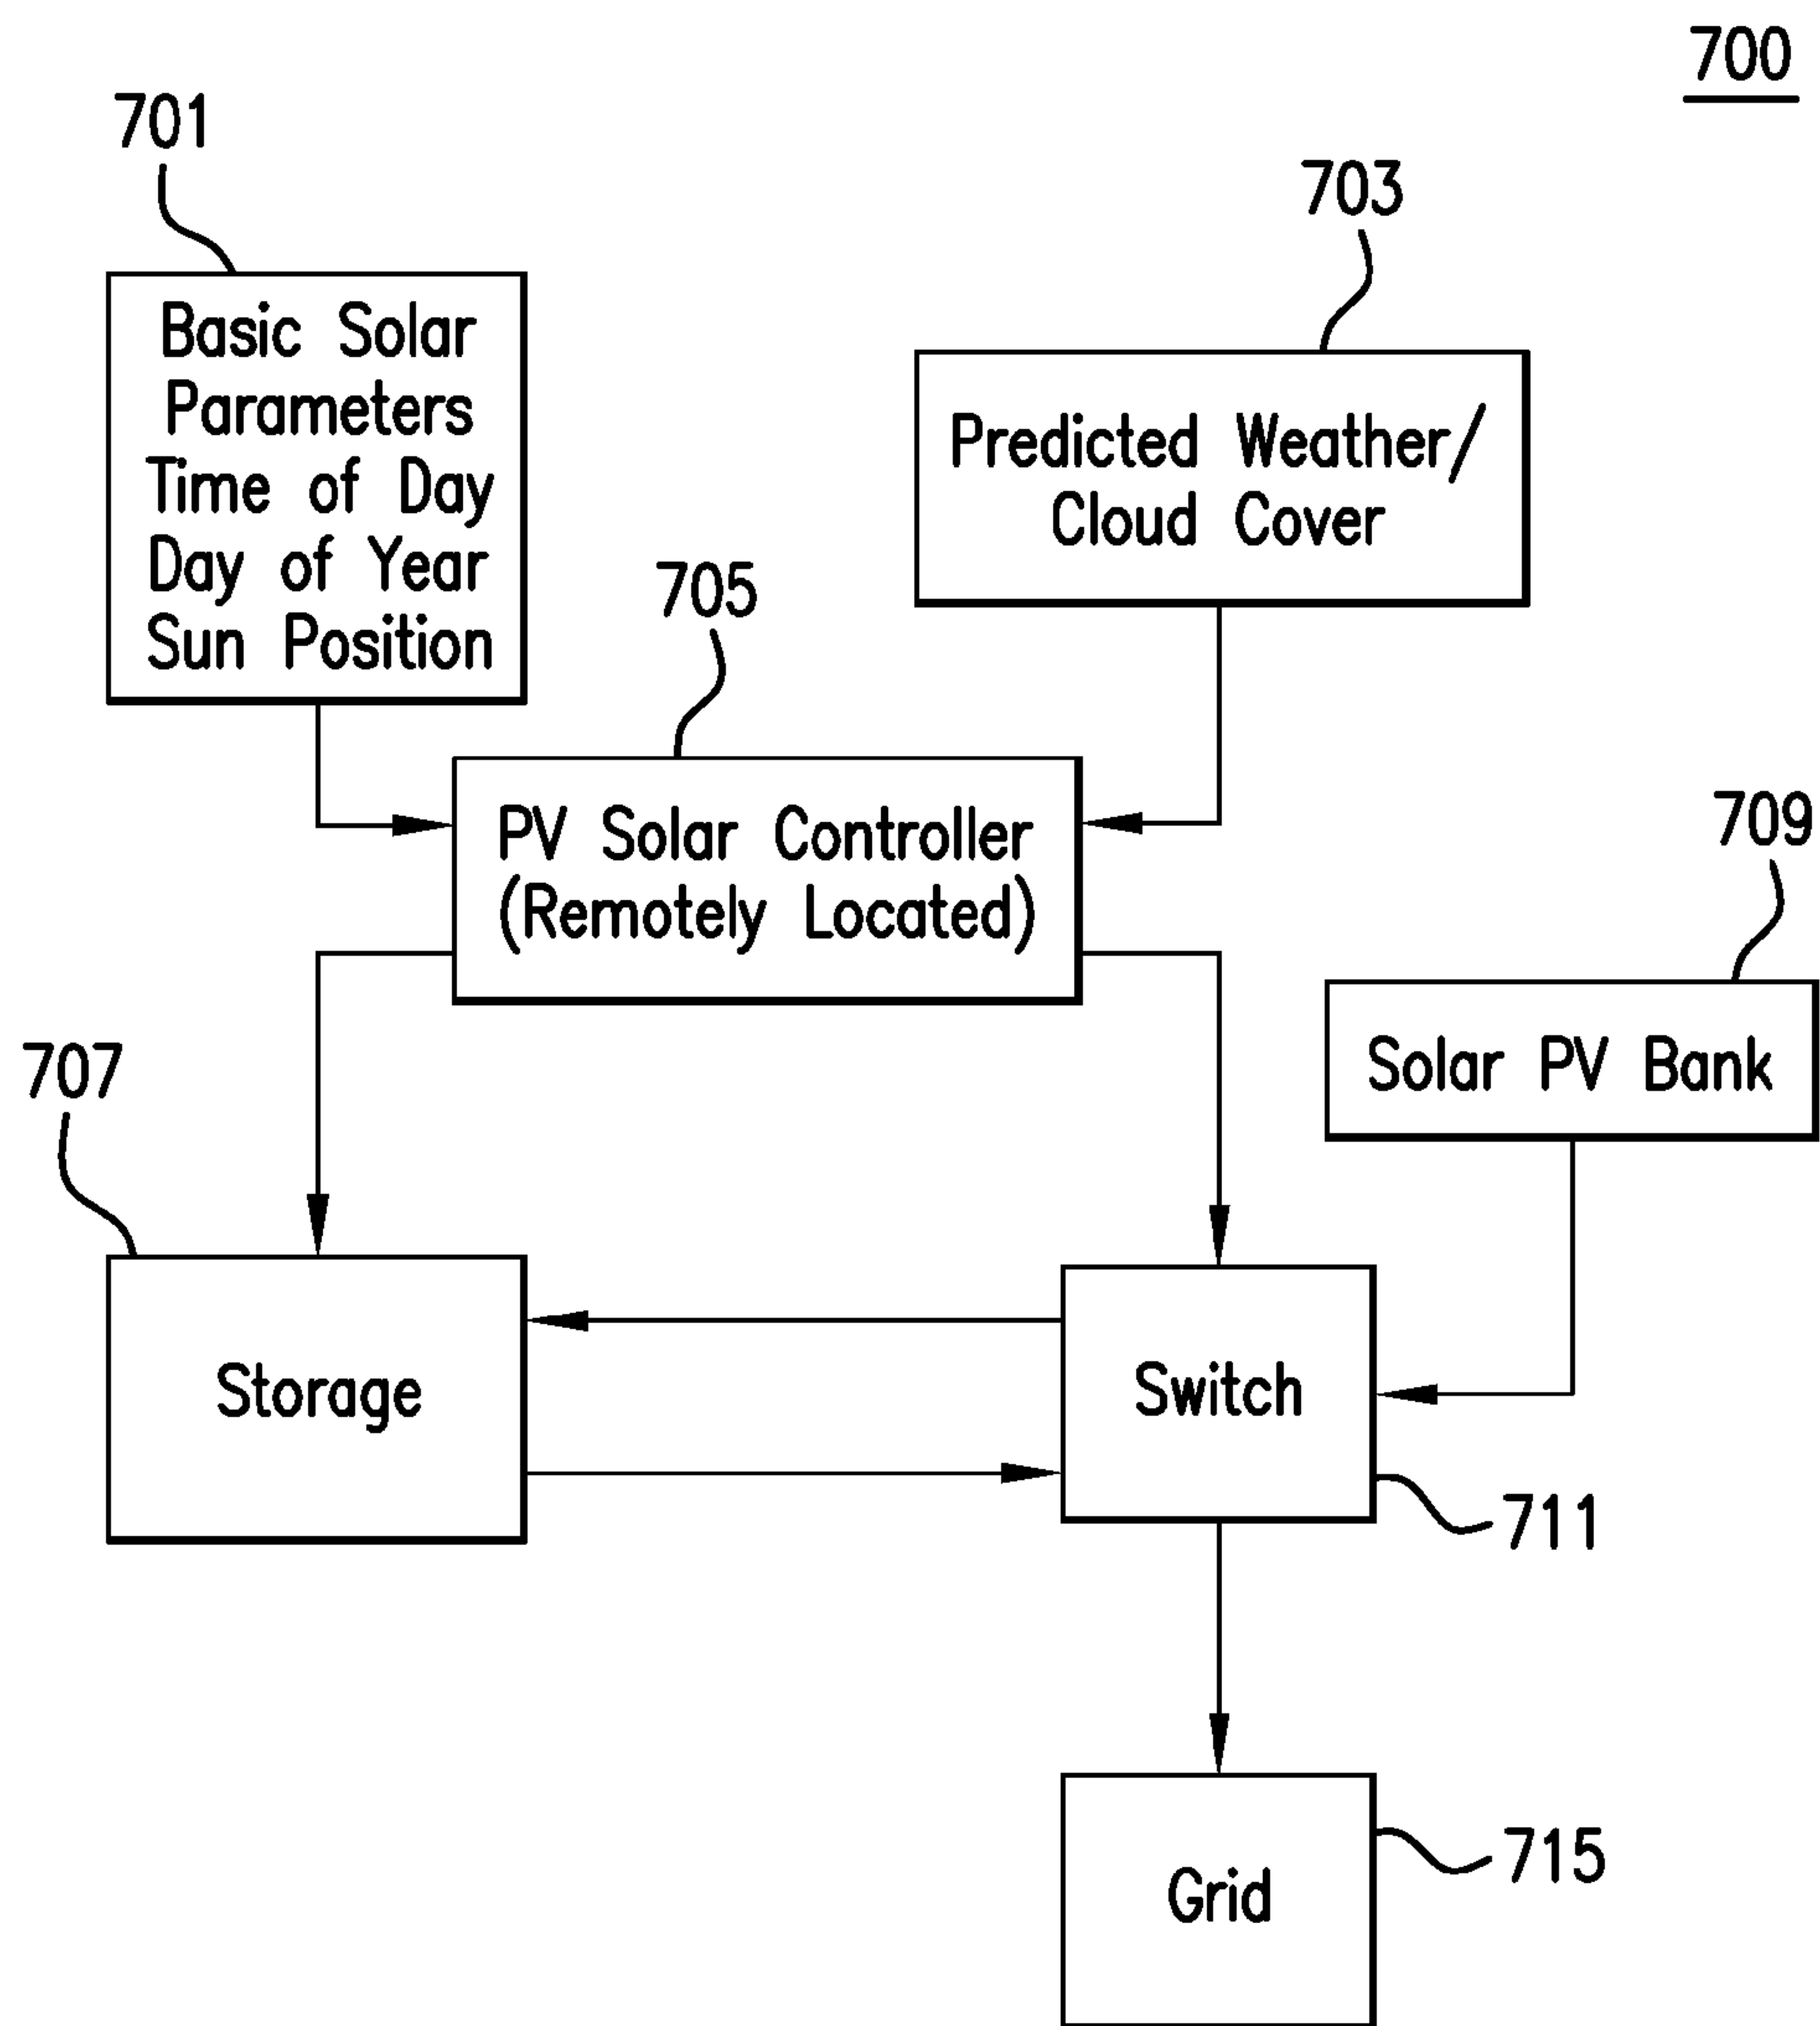 700
701
703
Basic Solar
Parameters
Time of Day
Day of Year
Sun Position
Predicted Weather/
Cloud Cover
705
PV Solar Controller
(Remotely Located)
709
Solar PV Bank
707
Storage
Switch
711
Grid
715